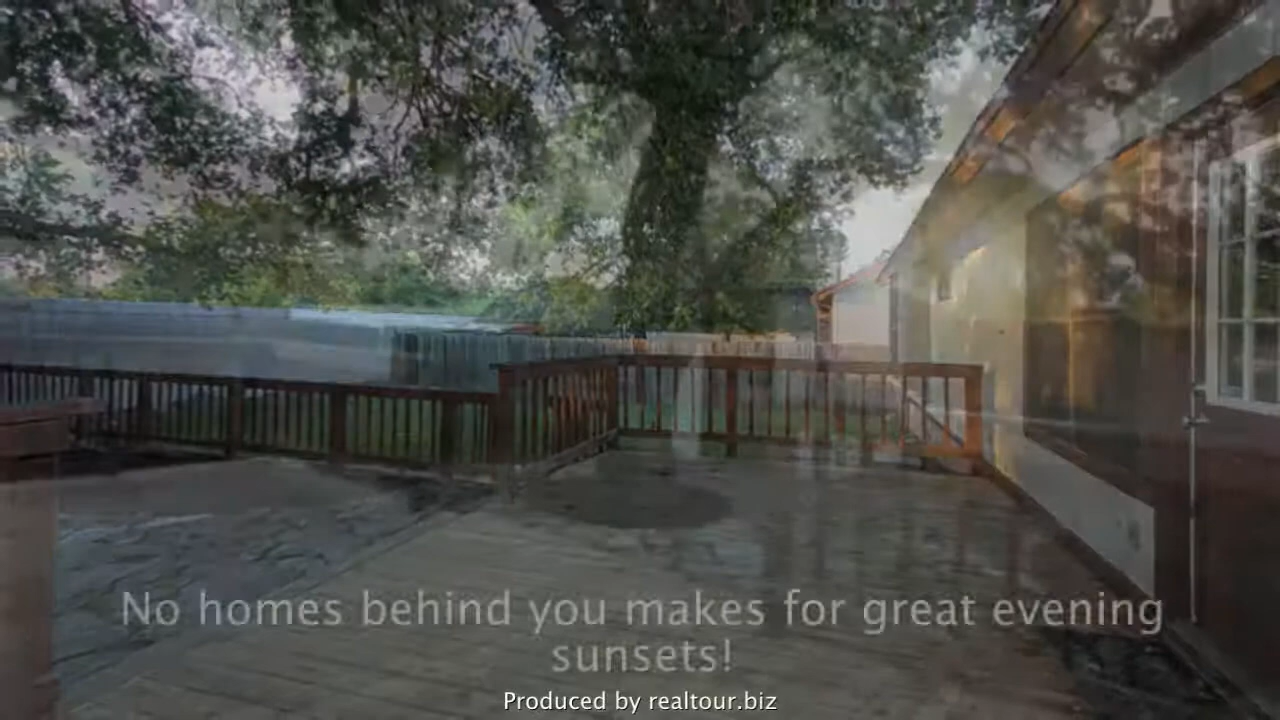 No homes behind you makes for great evening
sunsets!
Produced by realtour.biz